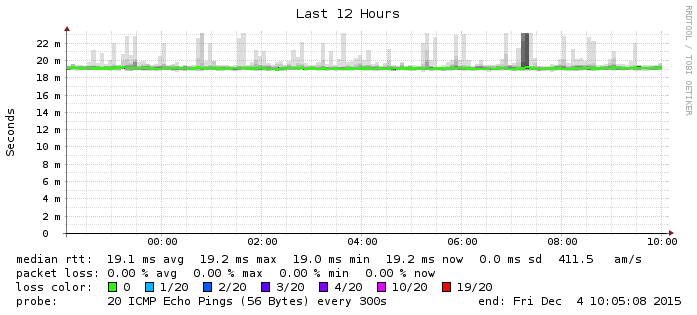 Last 12 Hours
RRDTOOL / TOBI OETIKER
Seconds
22 m
20 m
18 m
16 m
14 m
12 m
10 m
8 m
6 m
4 m
2 m
0
00:00 02:00 04:00 06:00 08:00 10:00
median rtt: 19.1 ms avg 19.2 ms max 19.0 ms min 19.2 ms now 0.0 ms sd 411.5 am/s
packet loss: 0.00 % avg 0.00 % max 0.00 % min 0.00 % now
loss color: 0 1/20 2/20 3/20 4/20 10/20 19/20
probe: 20 ICMP Echo Pings (56 Bytes) every 300s end: Fri Dec 4 10:05:08 2015